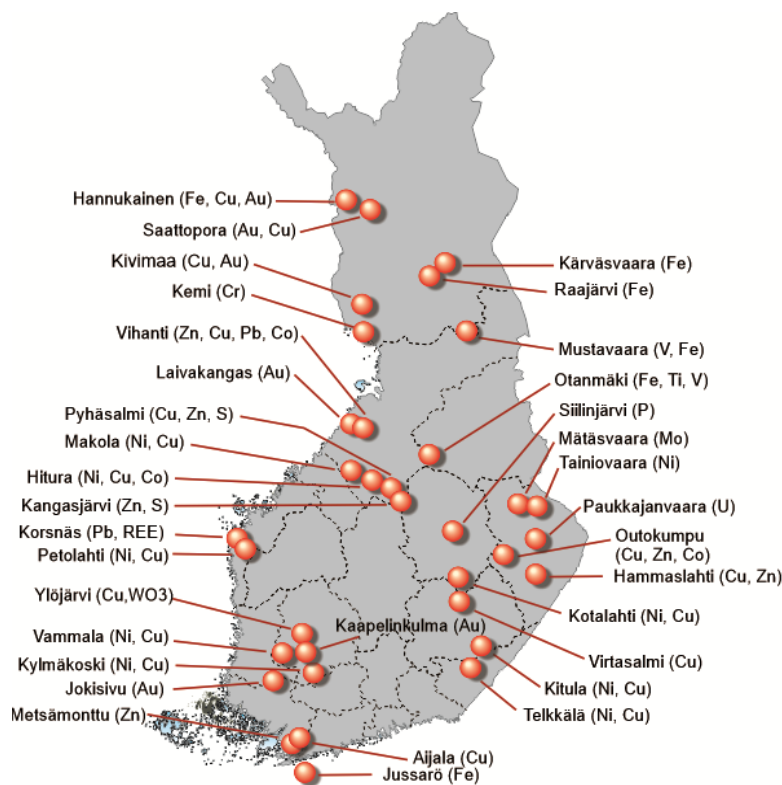 Hannukainen (Fe, Cu, Au)
Saattopora (Au, Cu)
Kivimaa (Cu, Au)
Kemi (Cr)
Vihanti (Zn, Cu, Pb, Co)
Laivakangas (Au)
Pyhäsalmi (Cu, Zn, S)
Makola (Ni, Cu)
Hitura (Ni, Cu, Co)
Kangasjärvi (Zn, S)
Korsnäs (Pb, REE)
Petolahti (Ni, Cu)
Ylöjärvi (Cu,WO3)
Kaapelinkulma (Au)
Vammala (Ni, Cu)
Kylmäkoski (Ni, Cu)
Jokisivu (Au)
Metsämonttu (Zn)
Kärväsvaara (Fe)
Raajärvi (Fe)
Mustavaara (V, Fe)
Otanmäki (Fe, Ti, V)
Siilinjärvi (P)
Mätäsvaara (Mo)
Tainiovaara (Ni)
Paukkajanvaara (U)
Outokumpu
(Cu, Zn, Co)
Hammaslahti (Cu, Zn)
Kotalahti (Ni, Cu)
Virtasalmi (Cu)
Kitula (Ni, Cu)
Telkkälä (Ni, Cu)
Aijala (Cu)
Jussarö (Fe)